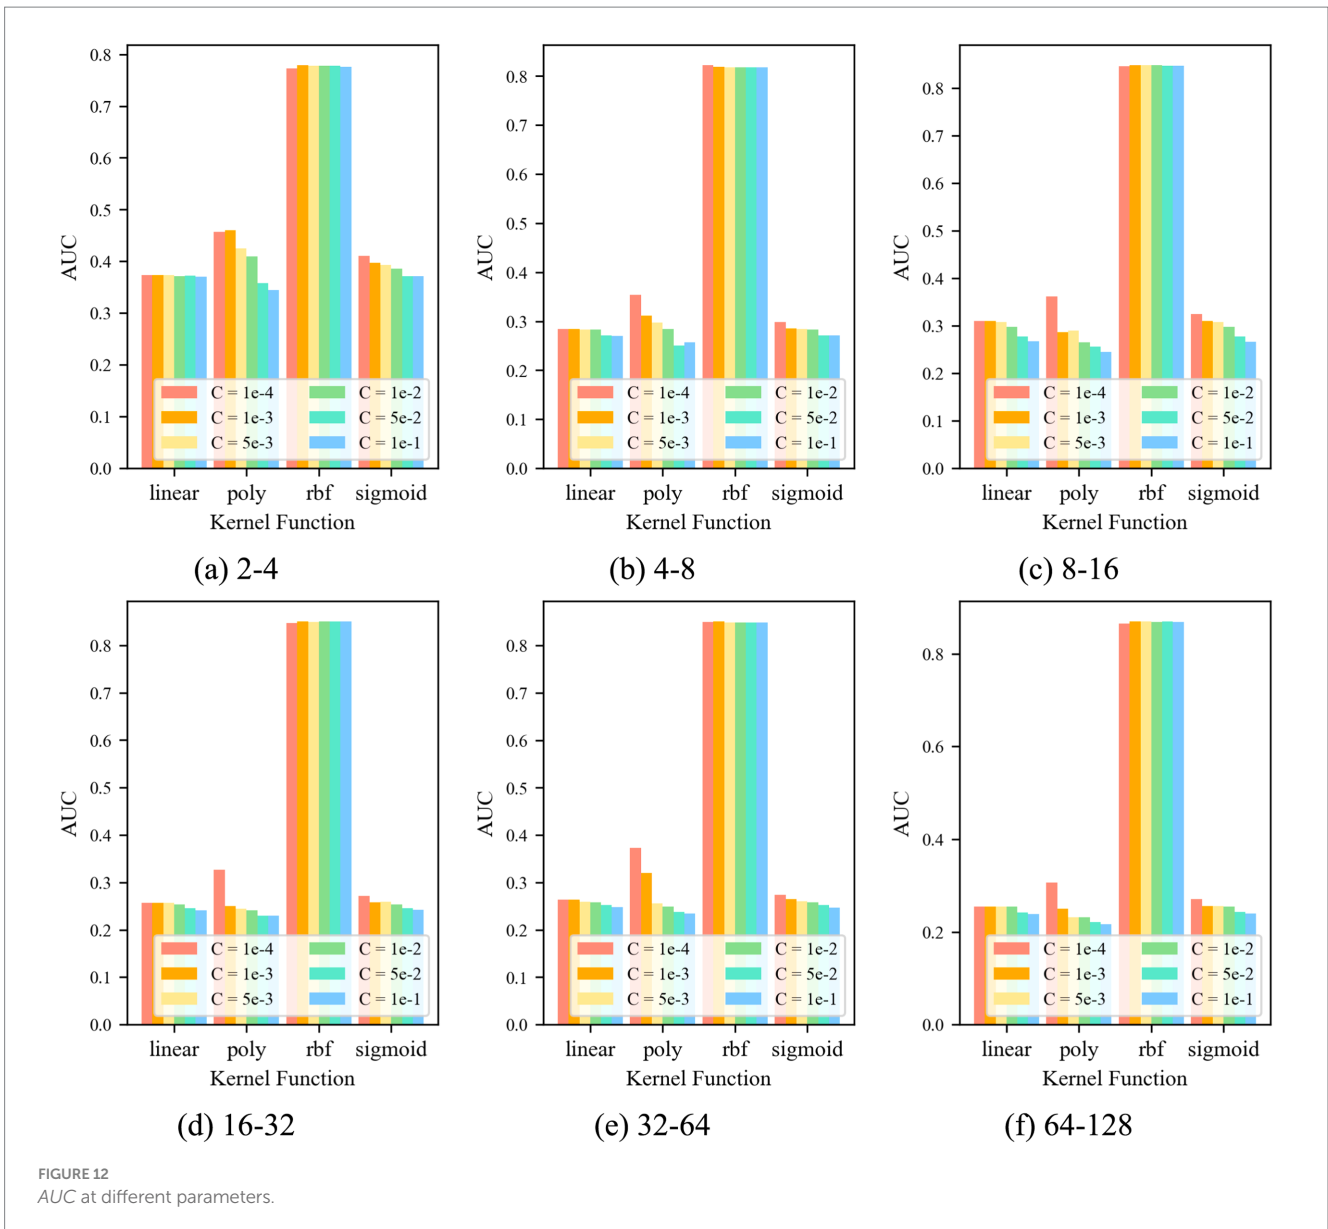 0.8
0.7
0.6
0.5
0.4
0.3
0.2
0.1
0.0
AUC
C = 1e-4 C = 1e-2
C = 1e-3 C = 5e-2
C = 5e-3 C = 1e-1
linear poly rbf sigmoid
Kernel Function
(a) 2-4
0.8
0.7
0.6
0.5
0.4
0.3
0.2
0.1
0.0
AUC
C = 1e-4 C = 1e-2
C = 1e-3 C = 5e-2
C = 5e-3 C = 1e-1
linear poly rbf sigmoid
Kernel Function
(b) 4-8
0.8
0.7
0.6
0.5
0.4
0.3
0.2
0.1
0.0
AUC
C = 1e-4 C = 1e-2
C = 1e-3 C = 5e-2
C = 5e-3 C = 1e-1
linear poly rbf sigmoid
Kernel Function
(c) 8-16
0.8
0.7
0.6
0.5
0.4
0.3
0.2
0.1
0.0
AUC
C = 1e-4 C = 1e-2
C = 1e-3 C = 5e-2
C = 5e-3 C = 1e-1
linear poly rbf sigmoid
Kernel Function
(d) 16-32
0.8
0.7
0.6
0.5
0.4
0.3
0.2
0.1
0.0
AUC
C = 1e-4 C = 1e-2
C = 1e-3 C = 5e-2
C = 5e-3 C = 1e-1
linear poly rbf sigmoid
Kernel Function
(e) 32-64
0.8
0.6
0.4
0.2
0.0
AUC
C = 1e-4 C = 1e-2
C = 1e-3 C = 5e-2
C = 5e-3 C = 1e-1
linear poly rbf sigmoid
Kernel Function
(f) 64-128
FIGURE 12
AUC at different parameters.